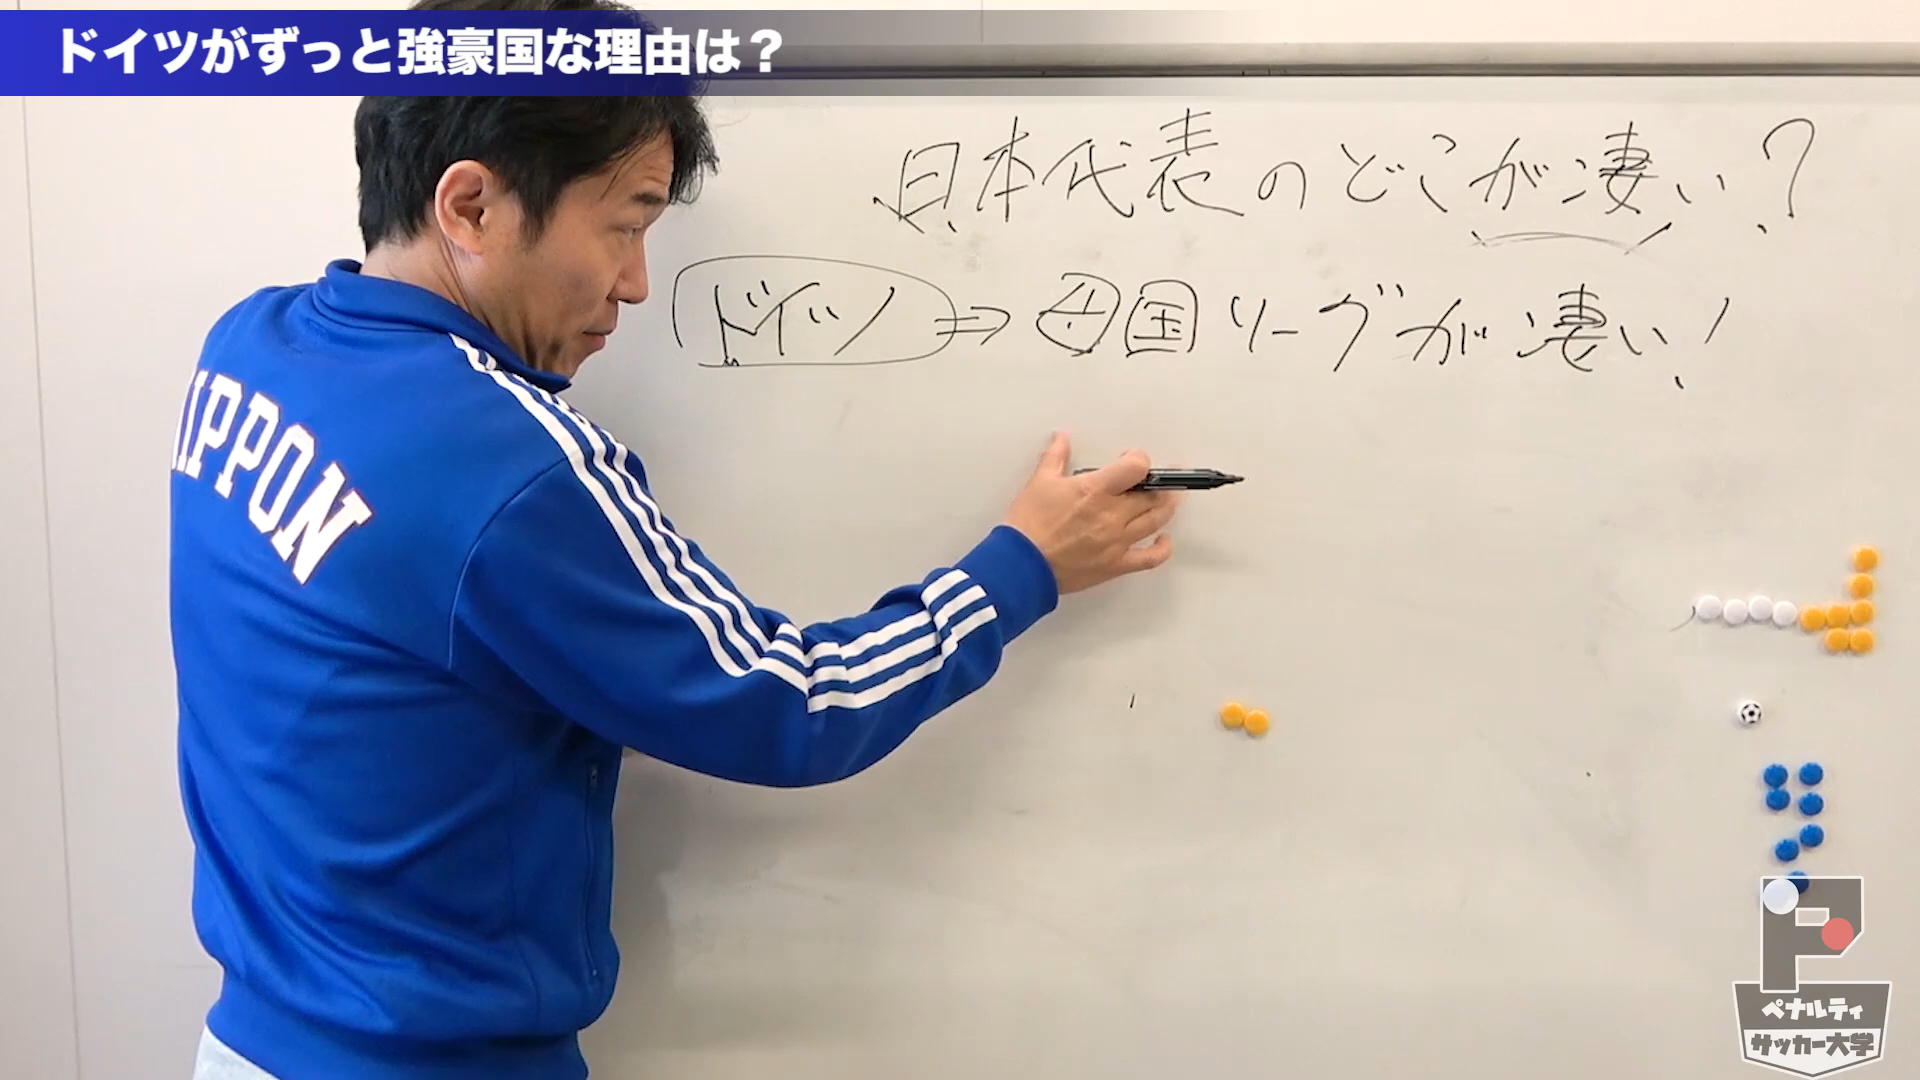 ドイツがずっと強豪国な理由は？
日本代表のどこが凄い？
ドイツ ⇒ 母国リーグが凄い！
NIPPON
P
ペナルティ
サッカー大学